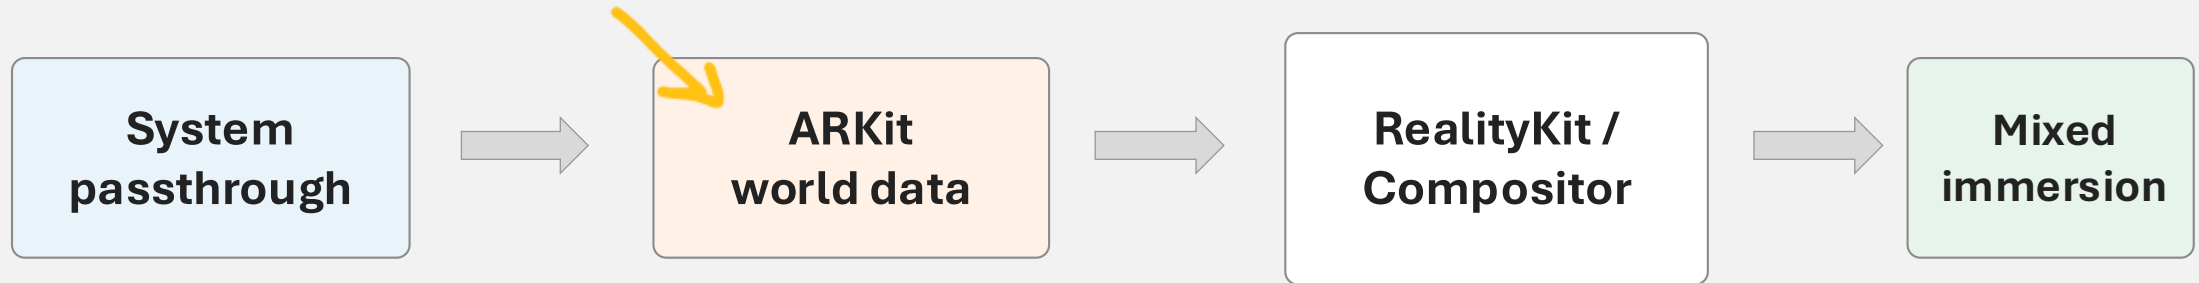 System
passthrough
ARKit
world data
RealityKit /
Compositor
Mixed
immersion